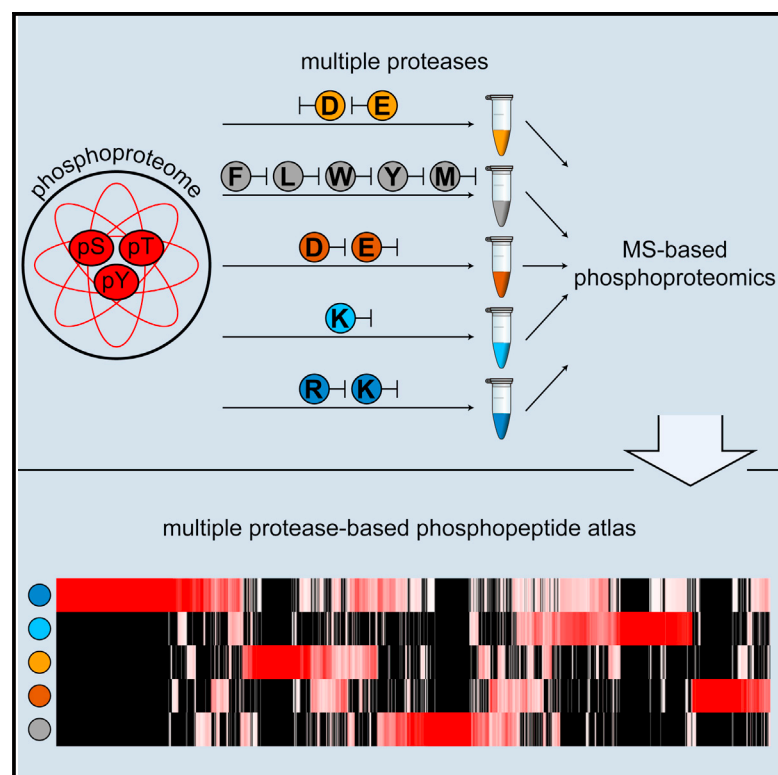 multiple proteases
D E
phosphoproteome
F L W Y M
pS pT
pY
D E
MS-based
phosphoproteomics
K
R K
multiple protease-based phosphopeptide atlas